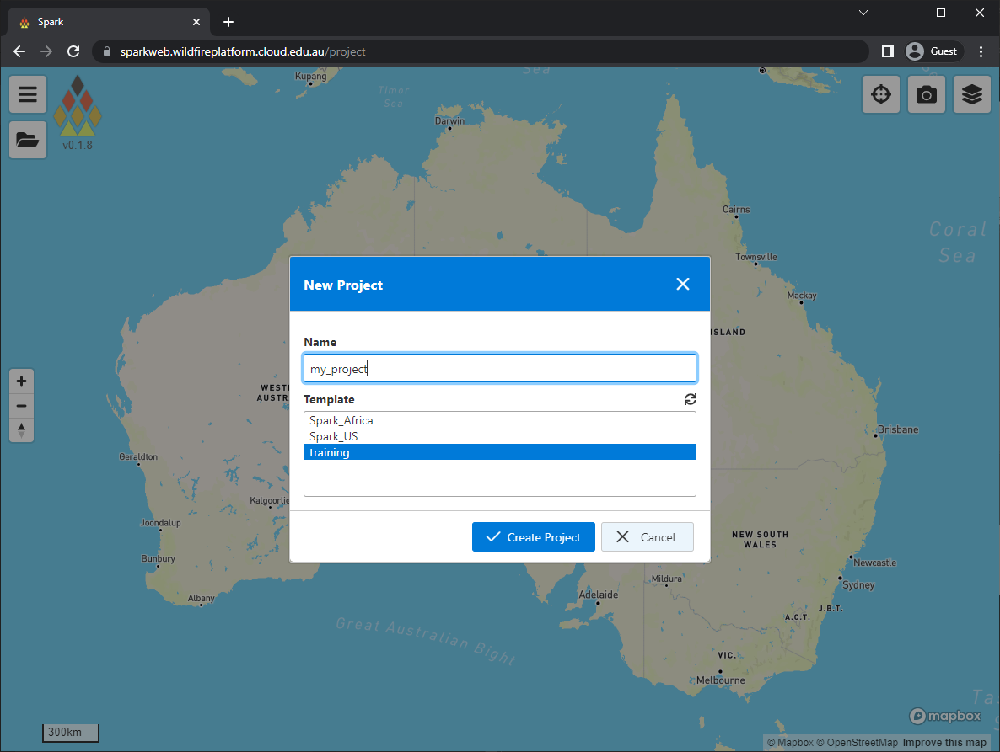 Spark
sparkweb.wildfireplatform.cloud.edu.au/project
Guest
Kupang
Timor
Sea
Sea
v0.1.8
Darwin
Cairns
Coral
Sea
Townsville
Mackay
New Project
ISLAND
Name
my_project
WEST
AUSTR
Template
Spark_Africa
Spark_US
training
Brisbane
Geraldton
Kalgoorlie
Joondalup
Create Project
Cancel
NEW SOUTH
WALES
Bunbury
Newcastle
Mildura
Sydney
Albany
Adelaide
J.B.T.
A.C.T.
Great Australian Bight
VIC.
Melbourne
Ta
mapbox
300km
© Mapbox © OpenStreetMap Improve this map